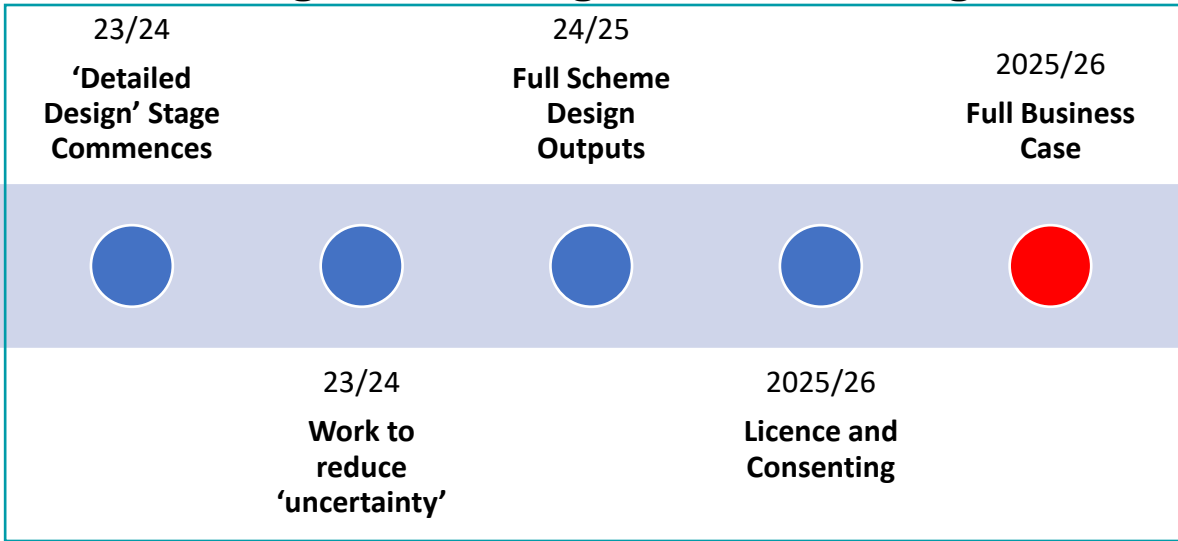 23/24
‘Detailed
Design’ Stage
Commences
23/24
Work to
reduce
‘uncertainty’
24/25
Full Scheme
Design
Outputs
2025/26
Licence and
Consenting
2025/26
Full Business
Case